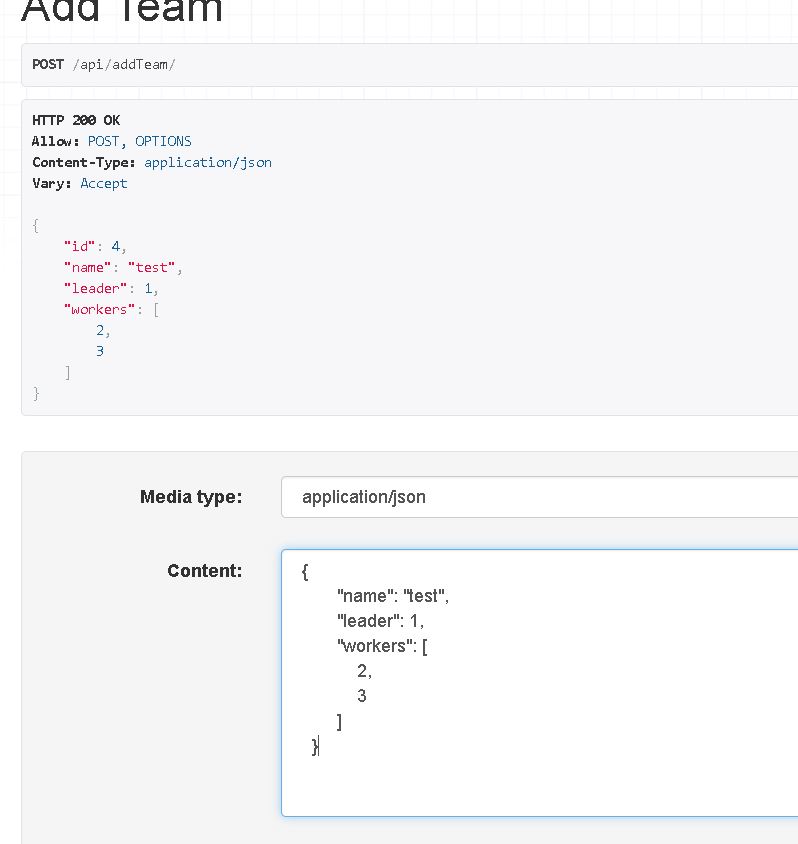 Add Team
POST /api/addTeam/
HTTP 200 OK
Allow: POST, OPTIONS
Content-Type: application/json
Vary: Accept
{
"id": 4,
"name": "test",
"leader": 1,
"workers": [
2,
3
]
}
Media type:
application/json
Content:
{
"name": "test",
"leader": 1,
"workers": [
2,
3
]
}